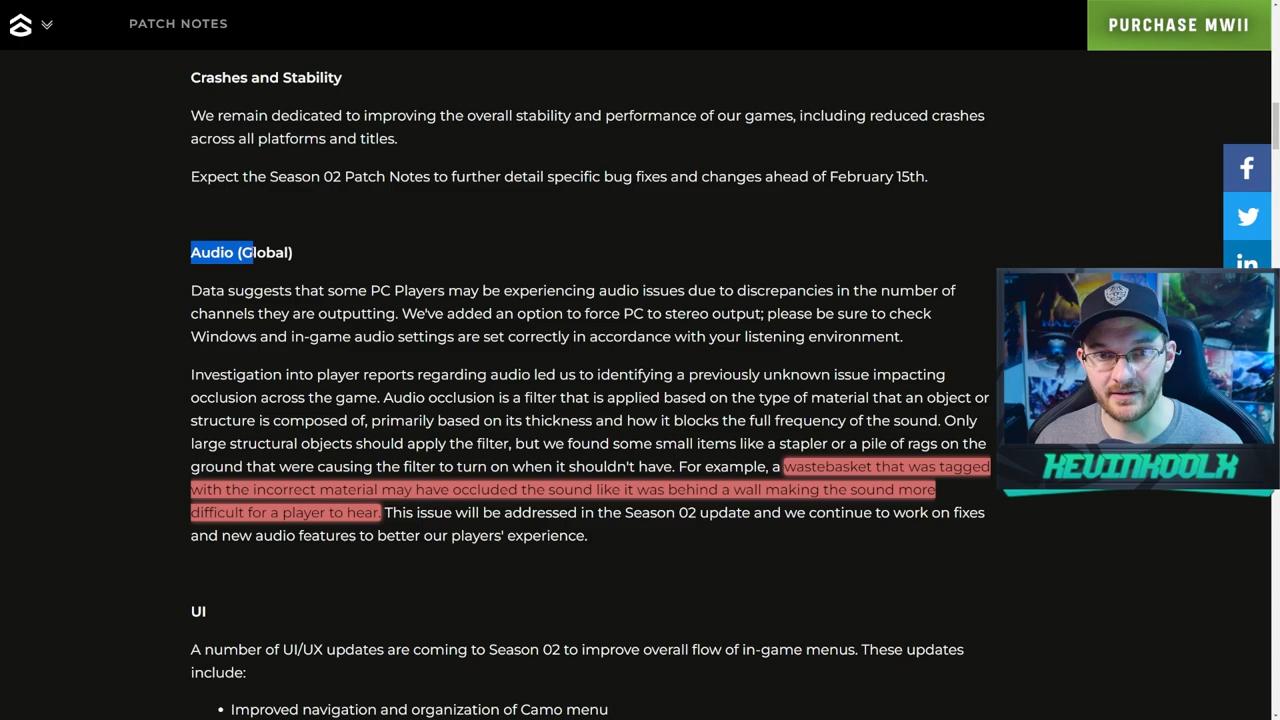 PATCH NOTES
PURCHASE MWII
Crashes and Stability
We remain dedicated to improving the overall stability and performance of our games, including reduced crashes
across all platforms and titles.
Expect the Season 02 Patch Notes to further detail specific bug fixes and changes ahead of February 15th.
Audio (Global)
Data suggests that some PC Players may be experiencing audio issues due to discrepancies in the number of
channels they are outputting. We've added an option to force PC to stereo output; please be sure to check
Windows and in-game audio settings are set correctly in accordance with your listening environment.
Investigation into player reports regarding audio led us to identifying a previously unknown issue impacting
occlusion across the game. Audio occlusion is a filter that is applied based on the type of material that an object or
structure is composed of, primarily based on its thickness and how it blocks the full frequency of the sound. Only
large structural objects should apply the filter, but we found some small items like a stapler or a pile of rags on the
ground that were causing the filter to turn on when it shouldn't have. For example, a wastebasket that was tagged
with the incorrect material may have occluded the sound like it was behind a wall making the sound more
difficult for a player to hear. This issue will be addressed in the Season 02 update and we continue to work on fixes
and new audio features to better our players' experience.
KEVINKOOLX
UI
A number of UI/UX updates are coming to Season 02 to improve overall flow of in-game menus. These updates
include:
• Improved navigation and organization of Camo menu